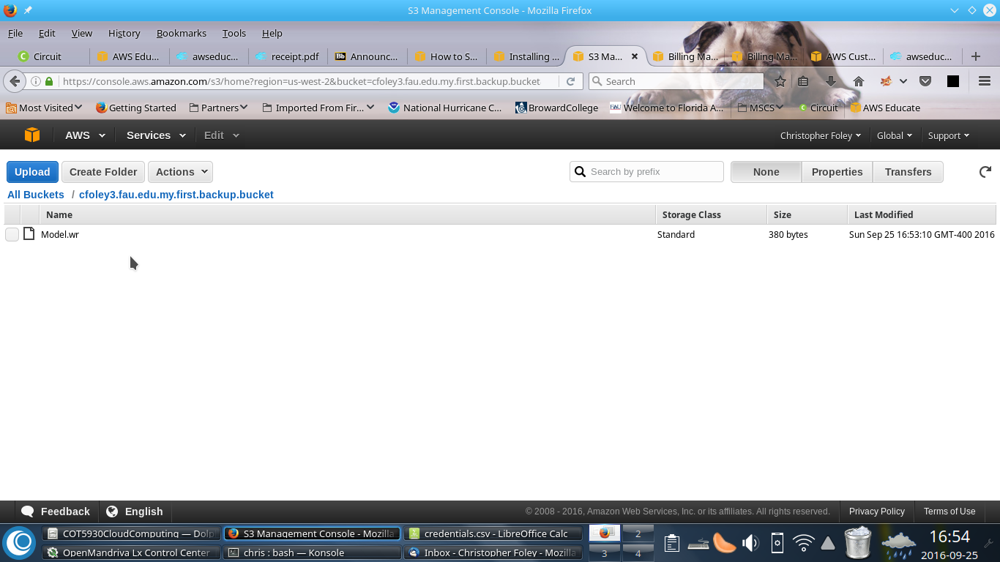 S3 Management Console - Mozilla Firefox
File Edit View History Bookmarks Tools Help
Circuit AWS Edu... awseduc... receipt.pdf Bb Announc... How to S... Installing ... S3 Ma... Billing Ma... Billing Ma... AWS Cust... awseduc...
https://console.aws.amazon.com/s3/home?region=us-west-2&bucket=cfoley3.fau.edu.my.first.backup.bucket Search
Most Visited Getting Started Partners Imported From Fir... National Hurricane C... BrowardCollege FAU Welcome to Florida A... MSCS Circuit AWS Educate
AWS Services Edit Christopher Foley Global Support
Upload Create Folder Actions Search by prefix None Properties Transfers
All Buckets / cfoley3.fau.edu.my.first.backup.bucket
Name Storage Class Size Last Modified
Model.wr Standard 380 bytes Sun Sep 25 16:53:10 GMT-400 2016
Feedback English © 2008 - 2016, Amazon Web Services, Inc. or its affiliates. All rights reserved. Privacy Policy Terms of Use
COT5930CloudComputing — Dolp S3 Management Console - Mozilla credentials.csv - LibreOffice Calc 2 16:54
OpenMandriva Lx Control Center chris : bash — Konsole Inbox - Christopher Foley - Mozilla 3 4 2016-09-25